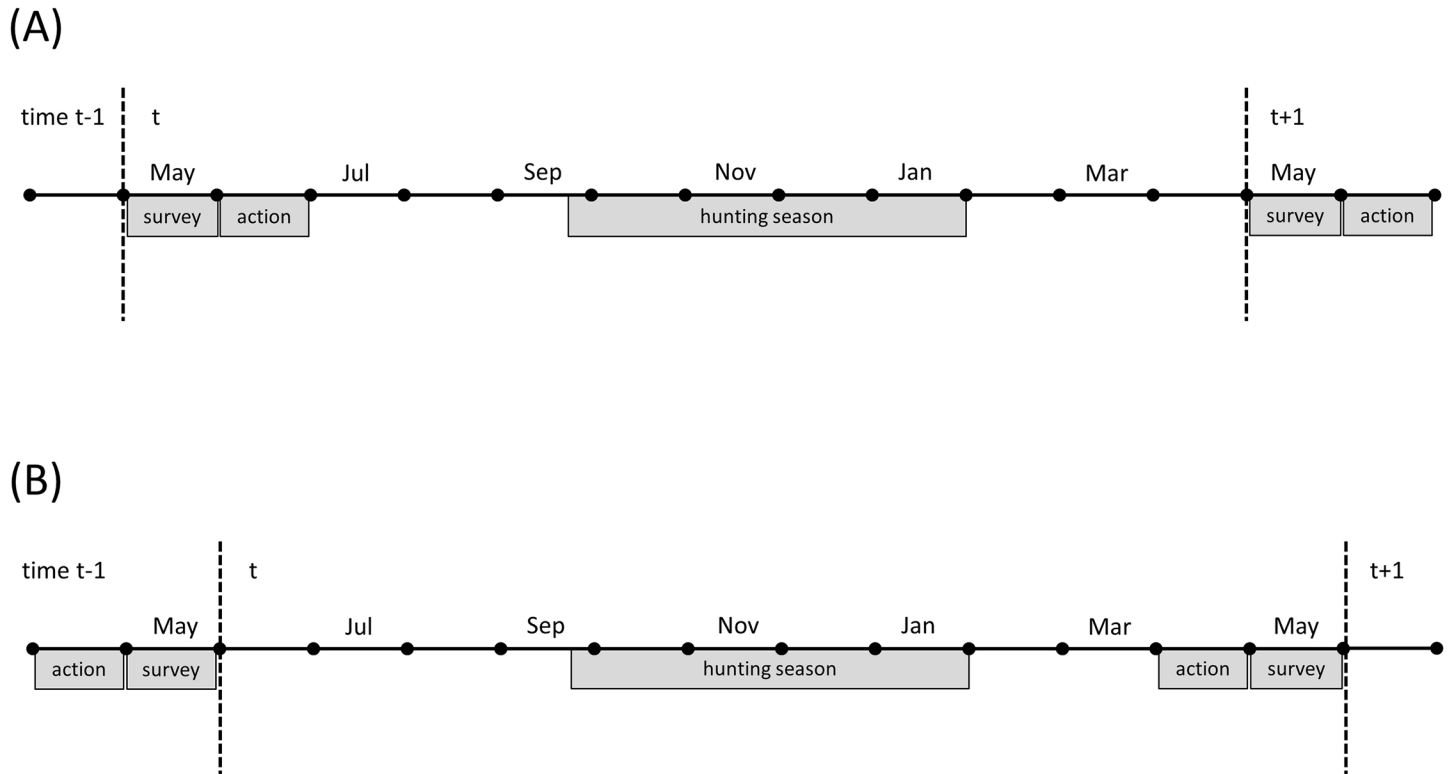 (A)
time t-1 t t+1
May Jul Sep Nov Jan Mar May
survey action hunting season survey action
(B)
time t-1 t t+1
May Jul Sep Nov Jan Mar May
action survey hunting season action survey